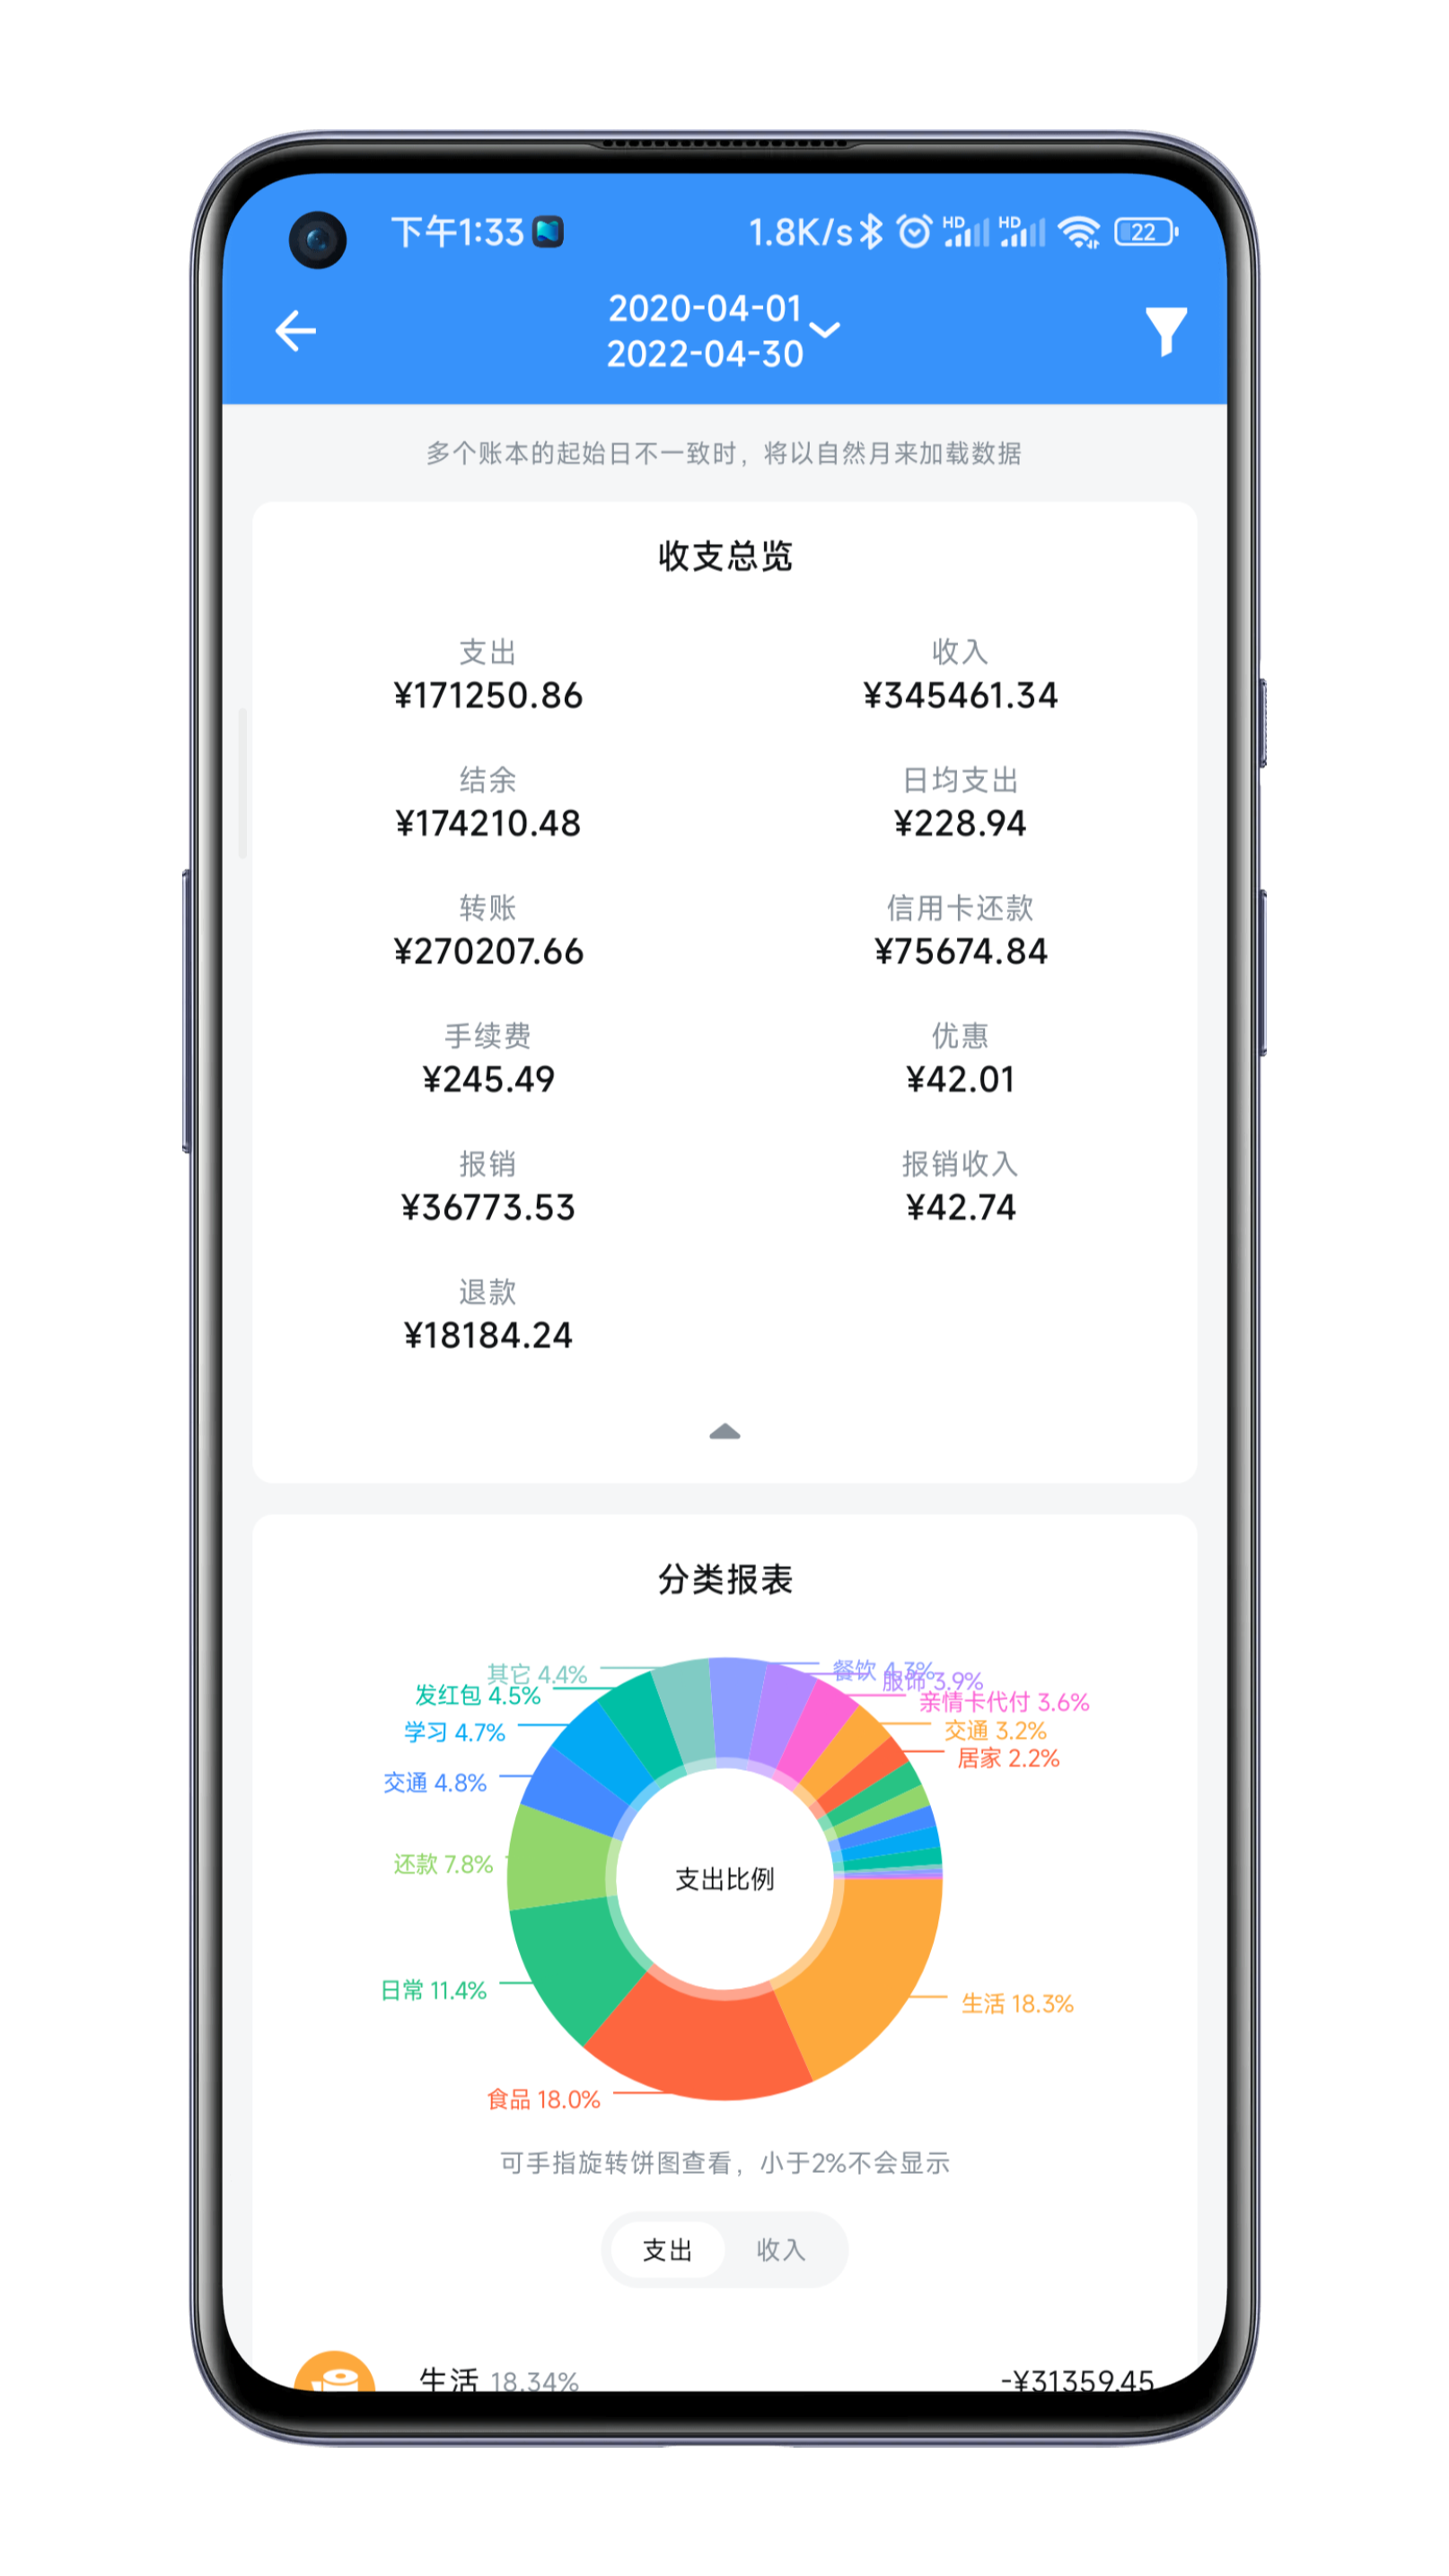 下午1:33
1.8K/s HD HD 22
2020-04-01
2022-04-30
多个账本的起始日不一致时，将以自然月来加载数据
收支总览
支出 收入
¥171250.86 ¥345461.34
结余 日均支出
¥174210.48 ¥228.94
转账 信用卡还款
¥270207.66 ¥75674.84
手续费 优惠
¥245.49 ¥42.01
报销 报销收入
¥36773.53 ¥42.74
退款
¥18184.24
分类报表
其它 4.4% 餐饮 4.3%
服饰 3.9%
发红包 4.5% 亲情卡代付 3.6%
学习 4.7% 交通 3.2%
居家 2.2%
交通 4.8%
还款 7.8%
支出比例
日常 11.4%
生活 18.3%
食品 18.0%
可手指旋转饼图查看，小于2%不会显示
支出 收入
生活 18.34% -¥31359.45